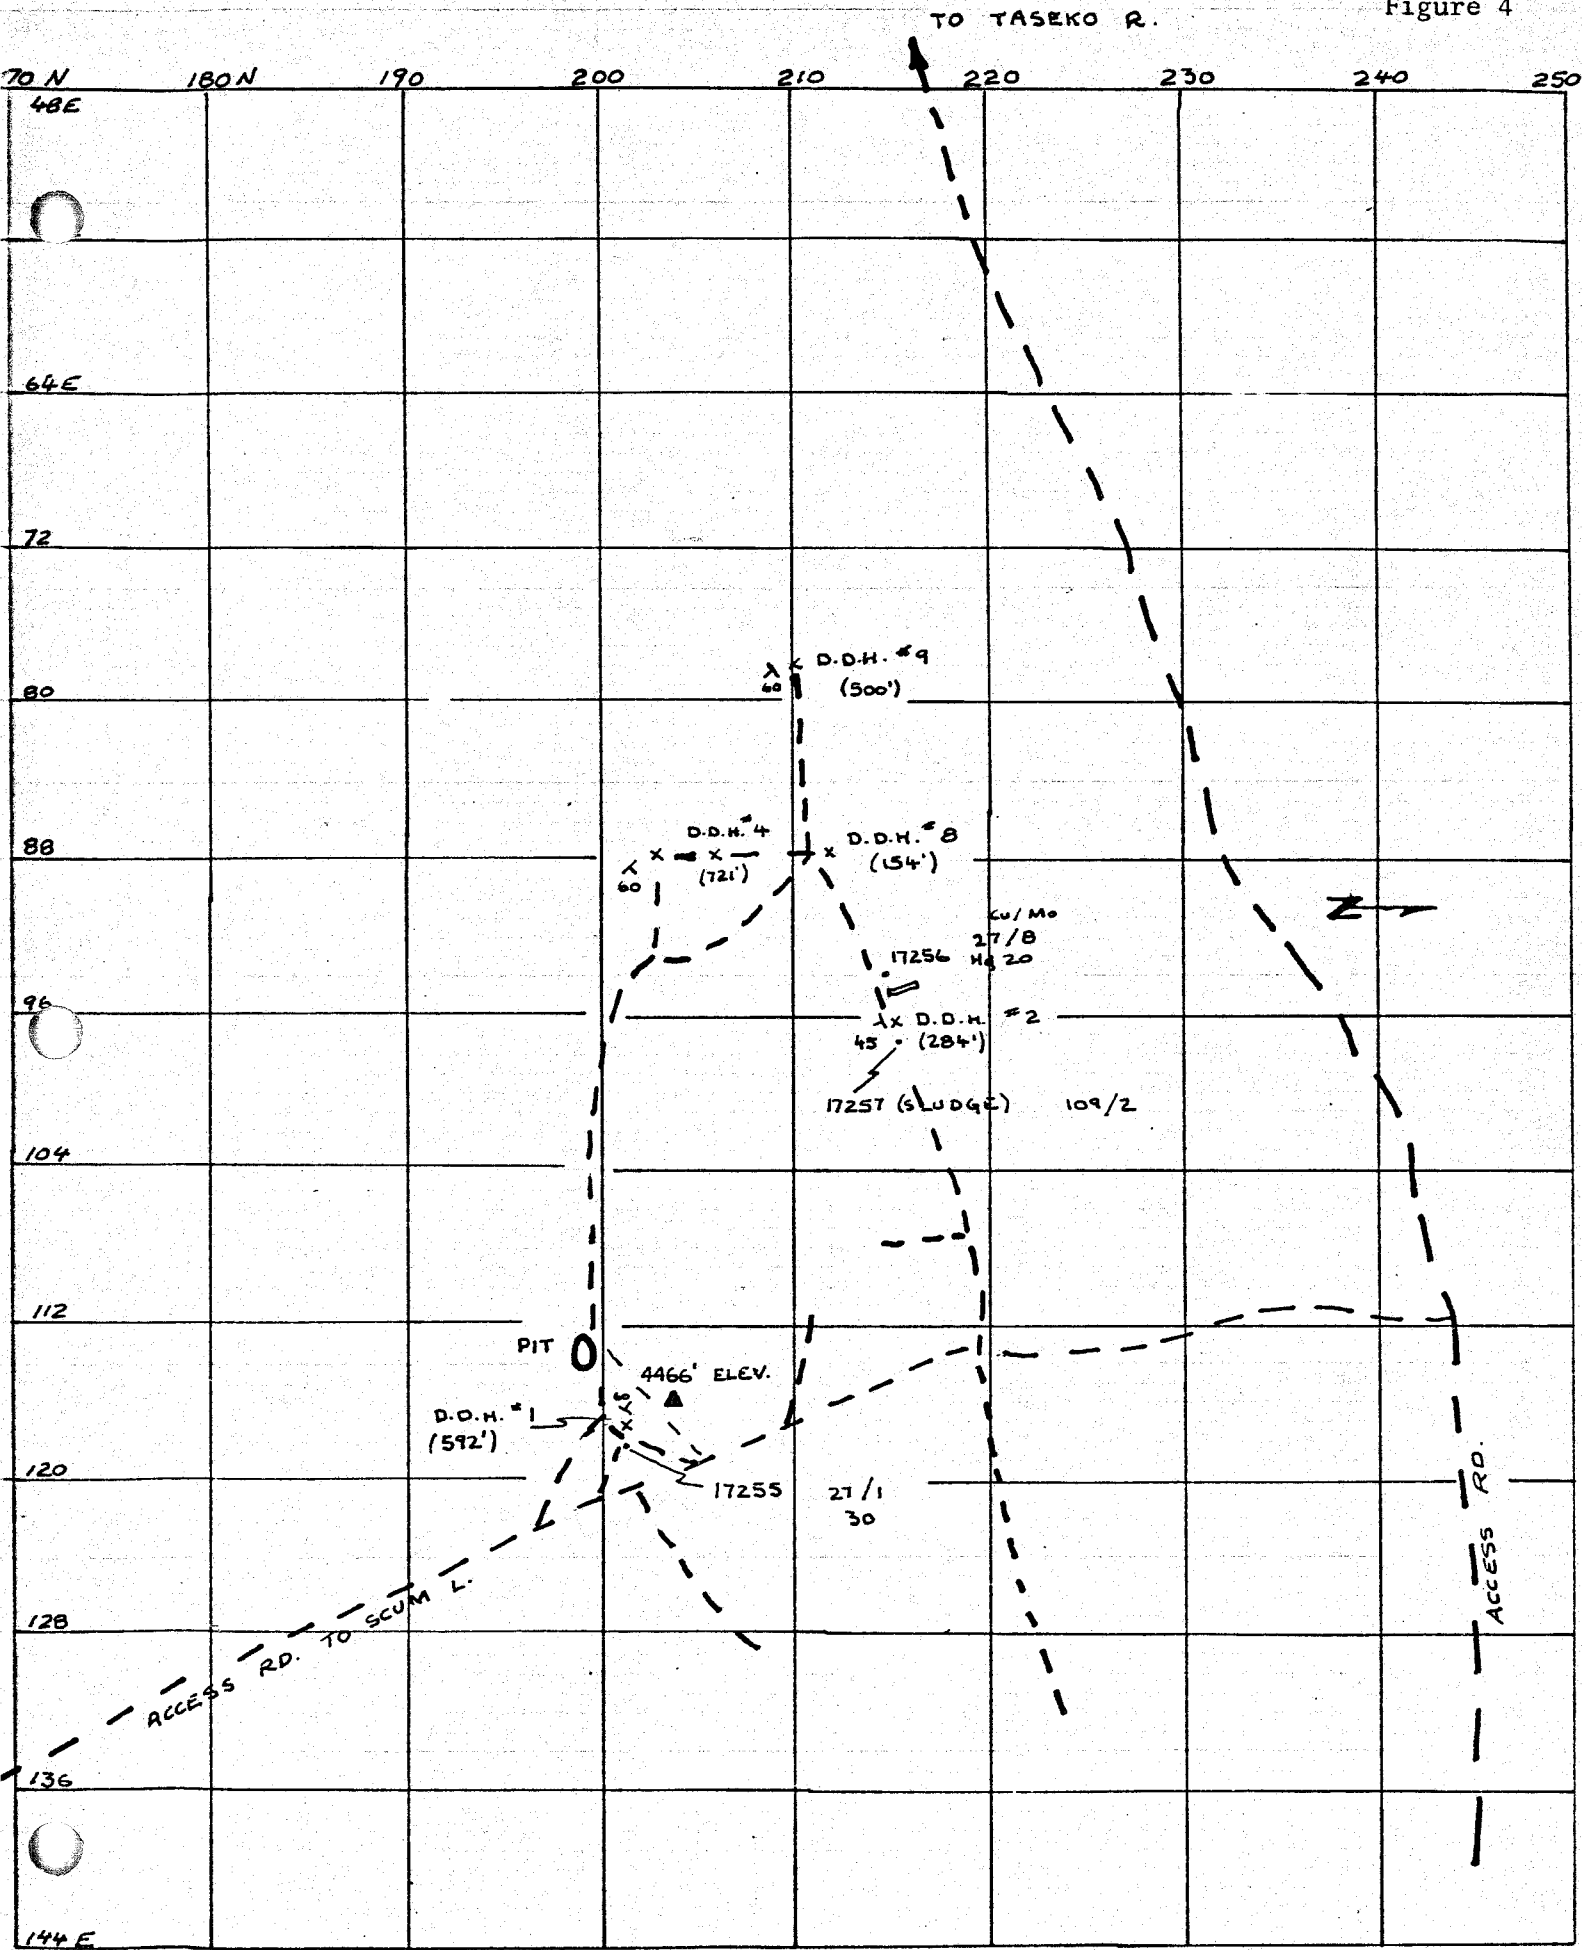 Figure 4
TO TASEKO R.
70 N 180N 190 200 210 220 230 240 250
48E
64E
72
D.D.H. #9
60 (500')
80
D.D.H. #4
D.D.H. #8
88
(721') (154')
60
Cu/Mo
27/8
17256 Hg 20
N
96
x D.D.H. #2
45 (284')
17257 (SLUDGE) 109/2
104
112
PIT
4466' ELEV.
D.D.H. #1
(592')
120
17255 27/1
30
ACCESS RD.
ACCESS RD. TO SCUM L.
128
136
144 E